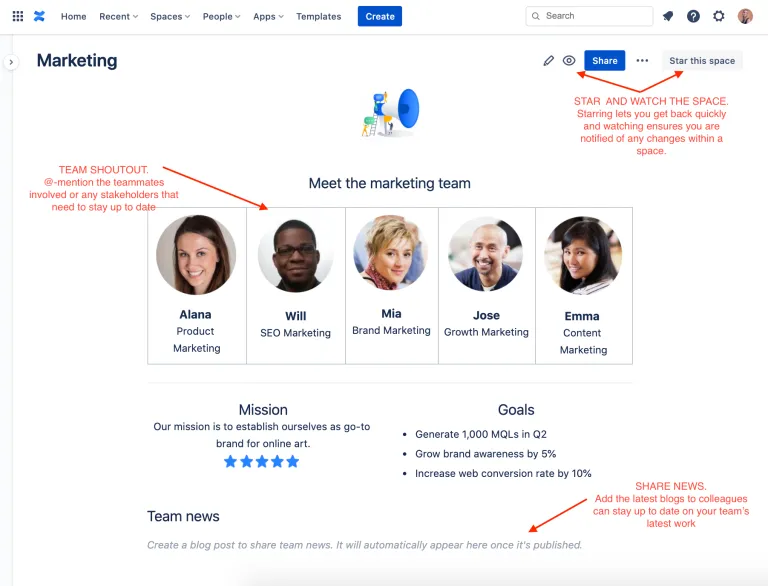 Home Recent Spaces People Apps Templates Create Search
Marketing
Share Star this space
STAR AND WATCH THE SPACE.
Starring lets you get back quickly
and watching ensures you are
notified of any changes within a
space.
TEAM SHOUTOUT.
@-mention the teammates
involved or any stakeholders that
need to stay up to date
Meet the marketing team
Alana
Product
Marketing
Will
SEO Marketing
Mia
Brand Marketing
Jose
Growth Marketing
Emma
Content
Marketing
Mission
Our mission is to establish ourselves as go-to
brand for online art.
Goals
Generate 1,000 MQLs in Q2
Grow brand awareness by 5%
Increase web conversion rate by 10%
SHARE NEWS.
Add the latest blogs to colleagues
can stay up to date on your team's
latest work
Team news
Create a blog post to share team news. It will automatically appear here once it's published.